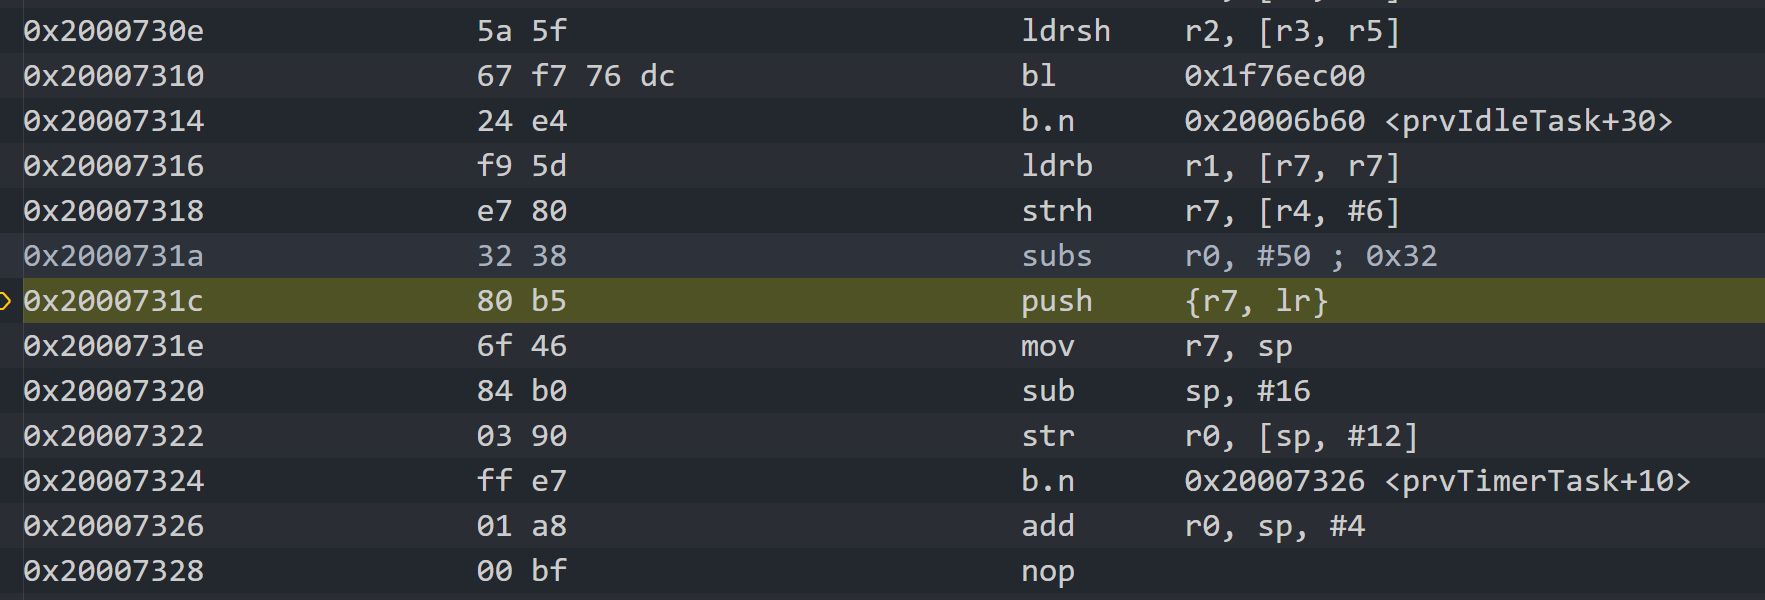 0x2000730e 5a 5f ldrsh r2, [r3, r5]
0x20007310 67 f7 76 dc bl 0x1f76ec00
0x20007314 24 e4 b.n 0x20006b60 <prvIdleTask+30>
0x20007316 f9 5d ldrb r1, [r7, r7]
0x20007318 e7 80 strh r7, [r4, #6]
0x2000731a 32 38 subs r0, #50 ; 0x32
0x2000731c 80 b5 push {r7, lr}
0x2000731e 6f 46 mov r7, sp
0x20007320 84 b0 sub sp, #16
0x20007322 03 90 str r0, [sp, #12]
0x20007324 ff e7 b.n 0x20007326 <prvTimerTask+10>
0x20007326 01 a8 add r0, sp, #4
0x20007328 00 bf nop